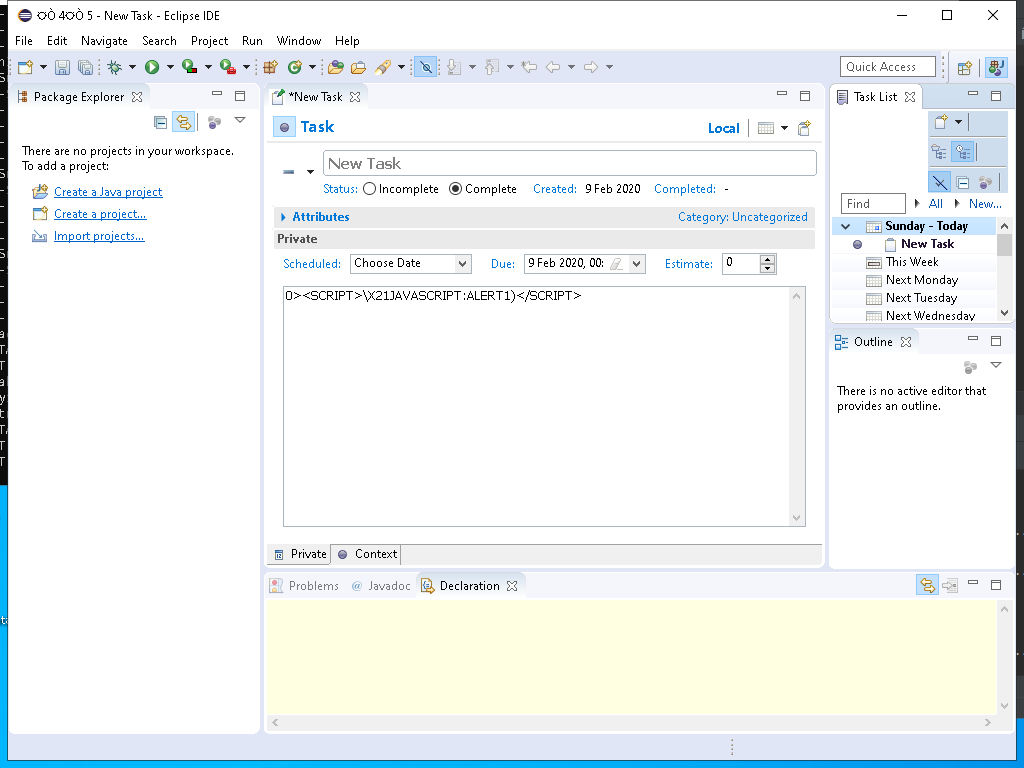 ѸÒ 4ѸÒ 5 - New Task - Eclipse IDE
File Edit Navigate Search Project Run Window Help
Quick Access
Package Explorer
There are no projects in your workspace.
To add a project:
Create a Java project
Create a project...
Import projects...
*New Task
Task
Local
New Task
Status: Incomplete Complete Created: 9 Feb 2020 Completed: -
Attributes Category: Uncategorized
Private
Scheduled: Choose Date Due: 9 Feb 2020, 00: Estimate: 0
0><SCRIPT>\X21JAVASCRIPT:ALERT1)</SCRIPT>
Private Context
Problems @ Javadoc Declaration
Task List
Find All New...
Sunday - Today
New Task
This Week
Next Monday
Next Tuesday
Next Wednesday
Outline
There is no active editor that
provides an outline.